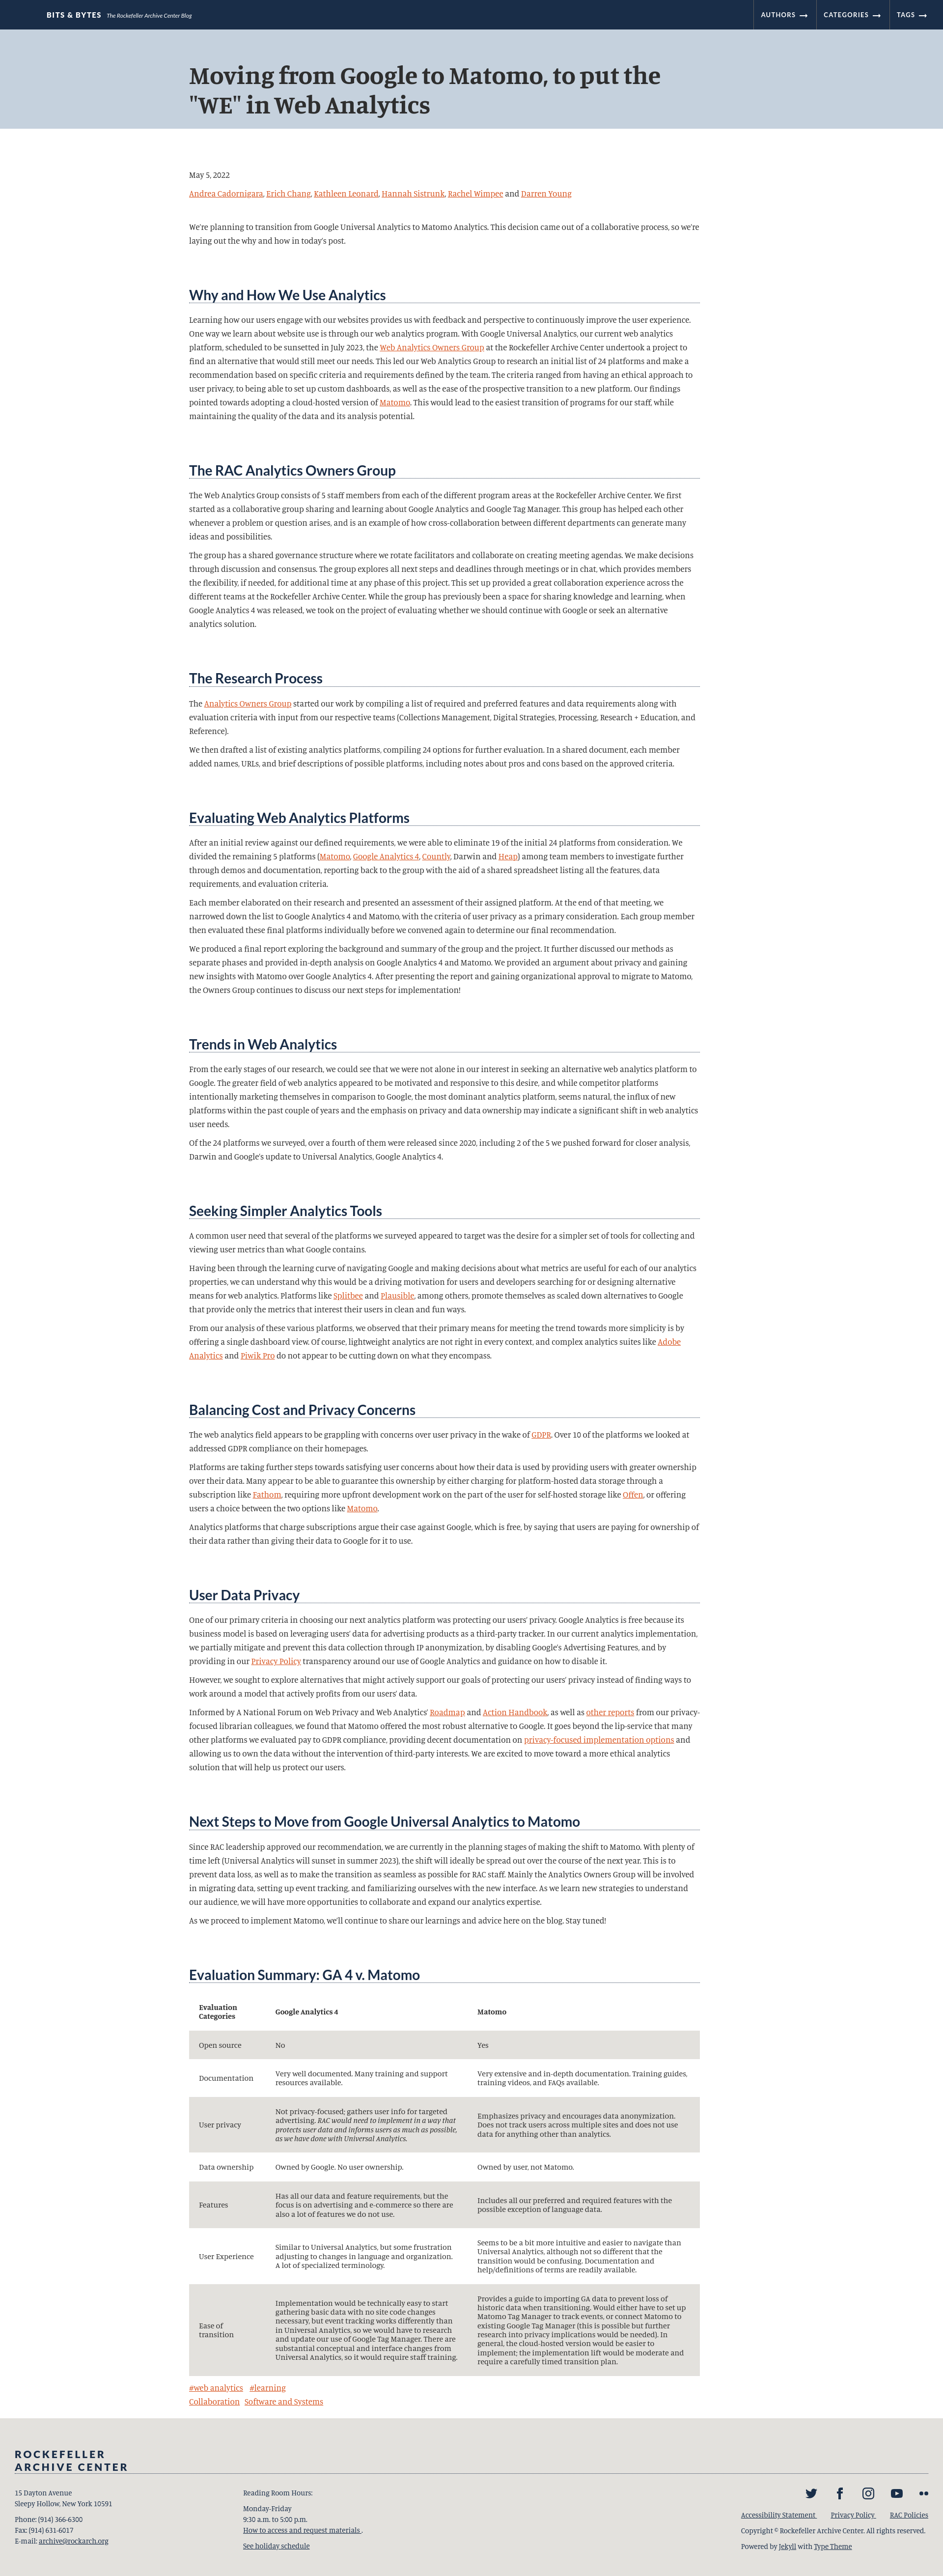 BITS & BYTES The Rockefeller Archive Center Blog
AUTHORS → CATEGORIES → TAGS →
Moving from Google to Matomo, to put the
"WE" in Web Analytics
May 5, 2022
Andrea Cadornigara, Erich Chang, Kathleen Leonard, Hannah Sistrunk, Rachel Wimpee and Darren Young
We're planning to transition from Google Universal Analytics to Matomo Analytics. This decision came out of a collaborative process, so we're
laying out the why and how in today's post.
Why and How We Use Analytics
Learning how our users engage with our websites provides us with feedback and perspective to continuously improve the user experience.
One way we learn about website use is through our web analytics program. With Google Universal Analytics, our current web analytics
platform, scheduled to be sunsetted in July 2023, the Web Analytics Owners Group at the Rockefeller Archive Center undertook a project to
find an alternative that would still meet our needs. This led our Web Analytics Group to research an initial list of 24 platforms and make a
recommendation based on specific criteria and requirements defined by the team. The criteria ranged from having an ethical approach to
user privacy, to being able to set up custom dashboards, as well as the ease of the prospective transition to a new platform. Our findings
pointed towards adopting a cloud-hosted version of Matomo. This would lead to the easiest transition of programs for our staff, while
maintaining the quality of the data and its analysis potential.
The RAC Analytics Owners Group
The Web Analytics Group consists of 5 staff members from each of the different program areas at the Rockefeller Archive Center. We first
started as a collaborative group sharing and learning about Google Analytics and Google Tag Manager. This group has helped each other
whenever a problem or question arises, and is an example of how cross-collaboration between different departments can generate many
ideas and possibilities.
The group has a shared governance structure where we rotate facilitators and collaborate on creating meeting agendas. We make decisions
through discussion and consensus. The group explores all next steps and deadlines through meetings or in chat, which provides members
the flexibility, if needed, for additional time at any phase of this project. This set up provided a great collaboration experience across the
different teams at the Rockefeller Archive Center. While the group has previously been a space for sharing knowledge and learning, when
Google Analytics 4 was released, we took on the project of evaluating whether we should continue with Google or seek an alternative
analytics solution.
The Research Process
The Analytics Owners Group started our work by compiling a list of required and preferred features and data requirements along with
evaluation criteria with input from our respective teams (Collections Management, Digital Strategies, Processing, Research + Education, and
Reference).
We then drafted a list of existing analytics platforms, compiling 24 options for further evaluation. In a shared document, each member
added names, URLs, and brief descriptions of possible platforms, including notes about pros and cons based on the approved criteria.
Evaluating Web Analytics Platforms
After an initial review against our defined requirements, we were able to eliminate 19 of the initial 24 platforms from consideration. We
divided the remaining 5 platforms (Matomo, Google Analytics 4, Countly, Darwin and Heap) among team members to investigate further
through demos and documentation, reporting back to the group with the aid of a shared spreadsheet listing all the features, data
requirements, and evaluation criteria.
Each member elaborated on their research and presented an assessment of their assigned platform. At the end of that meeting, we
narrowed down the list to Google Analytics 4 and Matomo, with the criteria of user privacy as a primary consideration. Each group member
then evaluated these final platforms individually before we convened again to determine our final recommendation.
We produced a final report exploring the background and summary of the group and the project. It further discussed our methods as
separate phases and provided in-depth analysis on Google Analytics 4 and Matomo. We provided an argument about privacy and gaining
new insights with Matomo over Google Analytics 4. After presenting the report and gaining organizational approval to migrate to Matomo,
the Owners Group continues to discuss our next steps for implementation!
Trends in Web Analytics
From the early stages of our research, we could see that we were not alone in our interest in seeking an alternative web analytics platform to
Google. The greater field of web analytics appeared to be motivated and responsive to this desire, and while competitor platforms
intentionally marketing themselves in comparison to Google, the most dominant analytics platform, seems natural, the influx of new
platforms within the past couple of years and the emphasis on privacy and data ownership may indicate a significant shift in web analytics
user needs.
Of the 24 platforms we surveyed, over a fourth of them were released since 2020, including 2 of the 5 we pushed forward for closer analysis,
Darwin and Google's update to Universal Analytics, Google Analytics 4.
Seeking Simpler Analytics Tools
A common user need that several of the platforms we surveyed appeared to target was the desire for a simpler set of tools for collecting and
viewing user metrics than what Google contains.
Having been through the learning curve of navigating Google and making decisions about what metrics are useful for each of our analytics
properties, we can understand why this would be a driving motivation for users and developers searching for or designing alternative
means for web analytics. Platforms like Splitbee and Plausible, among others, promote themselves as scaled down alternatives to Google
that provide only the metrics that interest their users in clean and fun ways.
From our analysis of these various platforms, we observed that their primary means for meeting the trend towards more simplicity is by
offering a single dashboard view. Of course, lightweight analytics are not right in every context, and complex analytics suites like Adobe
Analytics and Piwik Pro do not appear to be cutting down on what they encompass.
Balancing Cost and Privacy Concerns
The web analytics field appears to be grappling with concerns over user privacy in the wake of GDPR. Over 10 of the platforms we looked at
addressed GDPR compliance on their homepages.
Platforms are taking further steps towards satisfying user concerns about how their data is used by providing users with greater ownership
over their data. Many appear to be able to guarantee this ownership by either charging for platform-hosted data storage through a
subscription like Fathom, requiring more upfront development work on the part of the user for self-hosted storage like Offen, or offering
users a choice between the two options like Matomo.
Analytics platforms that charge subscriptions argue their case against Google, which is free, by saying that users are paying for ownership of
their data rather than giving their data to Google for it to use.
User Data Privacy
One of our primary criteria in choosing our next analytics platform was protecting our users' privacy. Google Analytics is free because its
business model is based on leveraging users' data for advertising products as a third-party tracker. In our current analytics implementation,
we partially mitigate and prevent this data collection through IP anonymization, by disabling Google's Advertising Features, and by
providing in our Privacy Policy transparency around our use of Google Analytics and guidance on how to disable it.
However, we sought to explore alternatives that might actively support our goals of protecting our users' privacy instead of finding ways to
work around a model that actively profits from our users' data.
Informed by A National Forum on Web Privacy and Web Analytics' Roadmap and Action Handbook, as well as other reports from our privacy-
focused librarian colleagues, we found that Matomo offered the most robust alternative to Google. It goes beyond the lip-service that many
other platforms we evaluated pay to GDPR compliance, providing decent documentation on privacy-focused implementation options and
allowing us to own the data without the intervention of third-party interests. We are excited to move toward a more ethical analytics
solution that will help us protect our users.
Next Steps to Move from Google Universal Analytics to Matomo
Since RAC leadership approved our recommendation, we are currently in the planning stages of making the shift to Matomo. With plenty of
time left (Universal Analytics will sunset in summer 2023), the shift will ideally be spread out over the course of the next year. This is to
prevent data loss, as well as to make the transition as seamless as possible for RAC staff. Mainly the Analytics Owners Group will be involved
in migrating data, setting up event tracking, and familiarizing ourselves with the new interface. As we learn new strategies to understand
our audience, we will have more opportunities to collaborate and expand our analytics expertise.
As we proceed to implement Matomo, we'll continue to share our learnings and advice here on the blog. Stay tuned!
Evaluation Summary: GA 4 v. Matomo
Evaluation
Categories
Google Analytics 4
Matomo
Open source
No
Yes
Documentation
Very well documented. Many training and support
resources available.
Very extensive and in-depth documentation. Training guides,
training videos, and FAQs available.
User privacy
Not privacy-focused; gathers user info for targeted
advertising. RAC would need to implement in a way that
protects user data and informs users as much as possible,
as we have done with Universal Analytics.
Emphasizes privacy and encourages data anonymization.
Does not track users across multiple sites and does not use
data for anything other than analytics.
Data ownership
Owned by Google. No user ownership.
Owned by user, not Matomo.
Features
Has all our data and feature requirements, but the
focus is on advertising and e-commerce so there are
also a lot of features we do not use.
Includes all our preferred and required features with the
possible exception of language data.
User Experience
Similar to Universal Analytics, but some frustration
adjusting to changes in language and organization.
A lot of specialized terminology.
Seems to be a bit more intuitive and easier to navigate than
Universal Analytics, although not so different that the
transition would be confusing. Documentation and
help/definitions of terms are readily available.
Ease of
transition
Implementation would be technically easy to start
gathering basic data with no site code changes
necessary, but event tracking works differently than
in Universal Analytics, so we would have to research
and update our use of Google Tag Manager. There are
substantial conceptual and interface changes from
Universal Analytics, so it would require staff training.
Provides a guide to importing GA data to prevent loss of
historic data when transitioning. Would either have to set up
Matomo Tag Manager to track events, or connect Matomo to
existing Google Tag Manager (this is possible but further
research into privacy implications would be needed). In
general, the cloud-hosted version would be easier to
implement; the implementation lift would be moderate and
require a carefully timed transition plan.
#web analytics #learning
Collaboration Software and Systems
ROCKEFELLER
ARCHIVE CENTER
15 Dayton Avenue
Sleepy Hollow, New York 10591
Phone: (914) 366-6300
Fax: (914) 631-6017
E-mail: archive@rockarch.org
Reading Room Hours:
Monday-Friday
9:30 a.m. to 5:00 p.m.
How to access and request materials .
See holiday schedule
Accessibility Statement Privacy Policy RAC Policies
Copyright © Rockefeller Archive Center. All rights reserved.
Powered by Jekyll with Type Theme